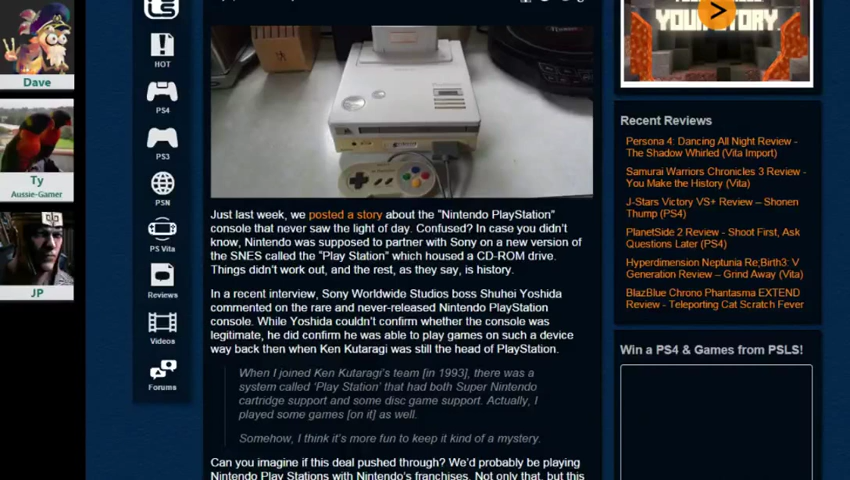 Dave
Ty
Aussie-Gamer
JP
HOT
PS4
PS3
PSN
PS Vita
Reviews
Videos
Forums
Just last week, we posted a story about the “Nintendo PlayStation”
console that never saw the light of day. Confused? In case you didn’t
know, Nintendo was supposed to partner with Sony on a new version of
the SNES called the “Play Station” which housed a CD-ROM drive.
Things didn’t work out, and the rest, as they say, is history.
In a recent interview, Sony Worldwide Studios boss Shuhei Yoshida
commented on the rare and never-released Nintendo PlayStation
console. While Yoshida couldn’t confirm whether the console was
legitimate, he did confirm he was able to play games on such a device
way back then when Ken Kutaragi was still the head of PlayStation.
When I joined Ken Kutaragi’s team [in 1993], there was a
system called ‘Play Station’ that had both Super Nintendo
cartridge support and some disc game support. Actually, I
played some games [on it] as well.
Somehow, I think it’s more fun to keep it kind of a mystery.
Can you imagine if this deal pushed through? We’d probably be playing
Nintendo Play Stations with Nintendo’s franchises. Not only that, but this
YOUR STORY.
Recent Reviews
Persona 4: Dancing All Night Review -
The Shadow Whirled (Vita Import)
Samurai Warriors Chronicles 3 Review -
You Make the History (Vita)
J-Stars Victory VS+ Review – Shonen
Thump (PS4)
PlanetSide 2 Review - Shoot First, Ask
Questions Later (PS4)
Hyperdimension Neptunia Re;Birth3: V
Generation Review – Grind Away (Vita)
BlazBlue Chrono Phantasma EXTEND
Review - Teleporting Cat Scratch Fever
Win a PS4 & Games from PSLS!